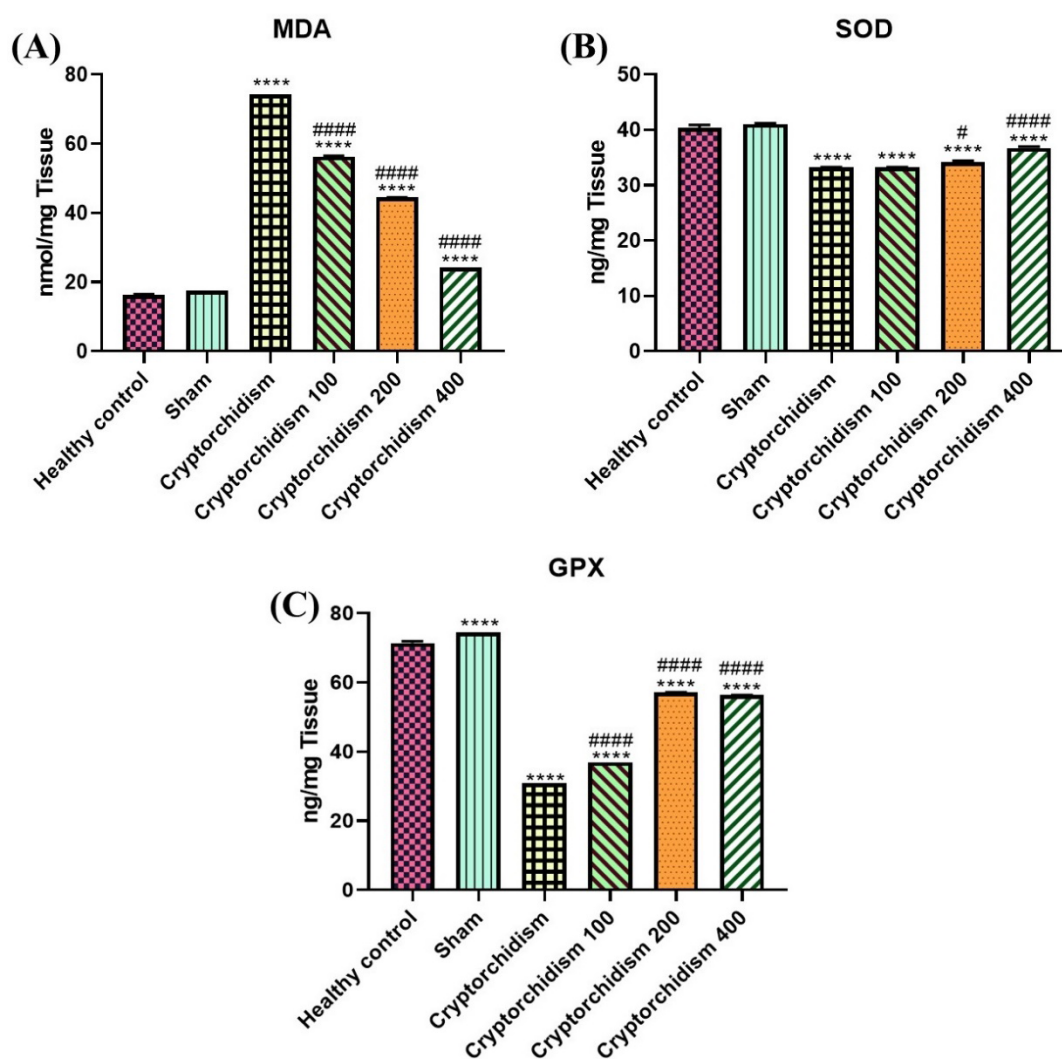 MDA
(A)
nmol/mg Tissue
80
60
40
20
0
****
####
****
####
****
####
****
Healthy control
Sham
Cryptorchidism
Cryptorchidism 100
Cryptorchidism 200
Cryptorchidism 400
SOD
(B)
ng/mg Tissue
50
40
30
20
10
0
****
****
#
****
####
****
Healthy control
Sham
Cryptorchidism
Cryptorchidism 100
Cryptorchidism 200
Cryptorchidism 400
GPX
(C)
ng/mg Tissue
80
60
40
20
0
****
****
####
****
####
****
####
****
Healthy control
Sham
Cryptorchidism
Cryptorchidism 100
Cryptorchidism 200
Cryptorchidism 400